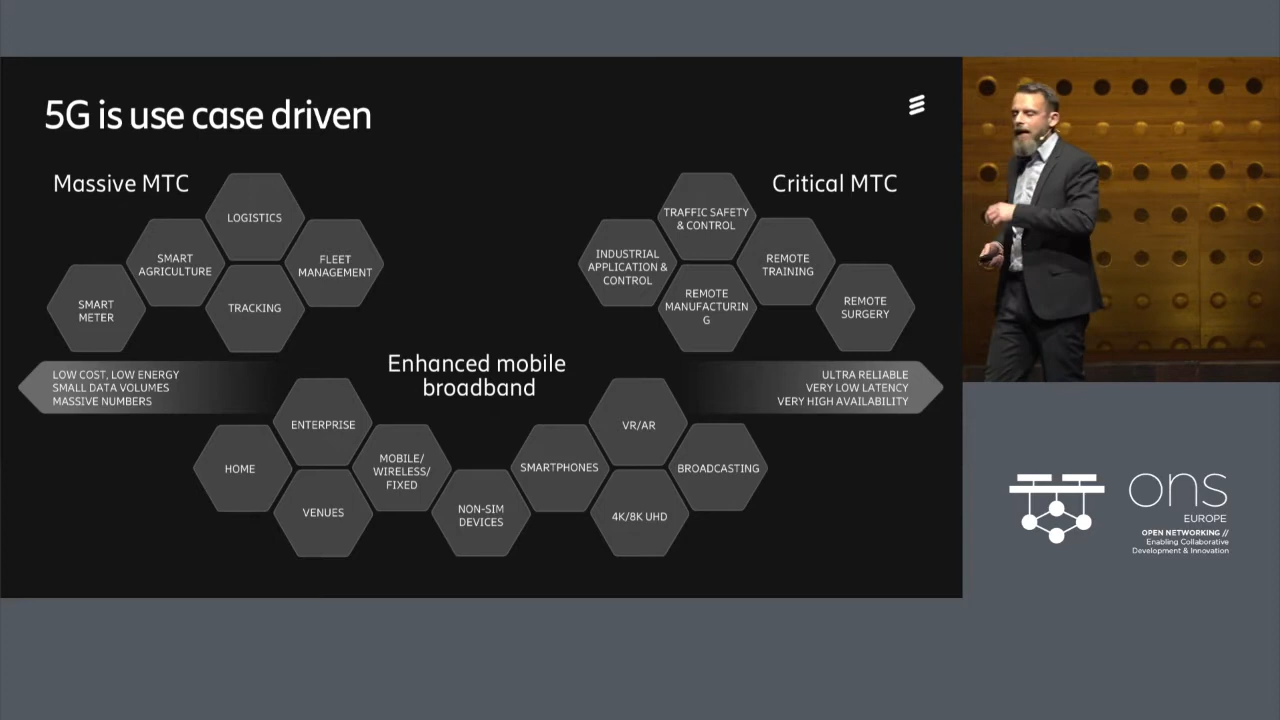 5G is use case driven
Massive MTC
LOGISTICS
SMART
AGRICULTURE
FLEET
MANAGEMENT
SMART
METER
TRACKING
LOW COST, LOW ENERGY
SMALL DATA VOLUMES
MASSIVE NUMBERS
Critical MTC
TRAFFIC SAFETY
& CONTROL
INDUSTRIAL
APPLICATION &
CONTROL
REMOTE
TRAINING
REMOTE
MANUFACTURIN
G
REMOTE
SURGERY
ULTRA RELIABLE
VERY LOW LATENCY
VERY HIGH AVAILABILITY
Enhanced mobile
broadband
ENTERPRISE
HOME
MOBILE/
WIRELESS/
FIXED
VENUES
NON-SIM
DEVICES
SMARTPHONES
VR/AR
BROADCASTING
4K/8K UHD
ons
EUROPE
OPEN NETWORKING //
Enabling Collaborative
Development & Innovation